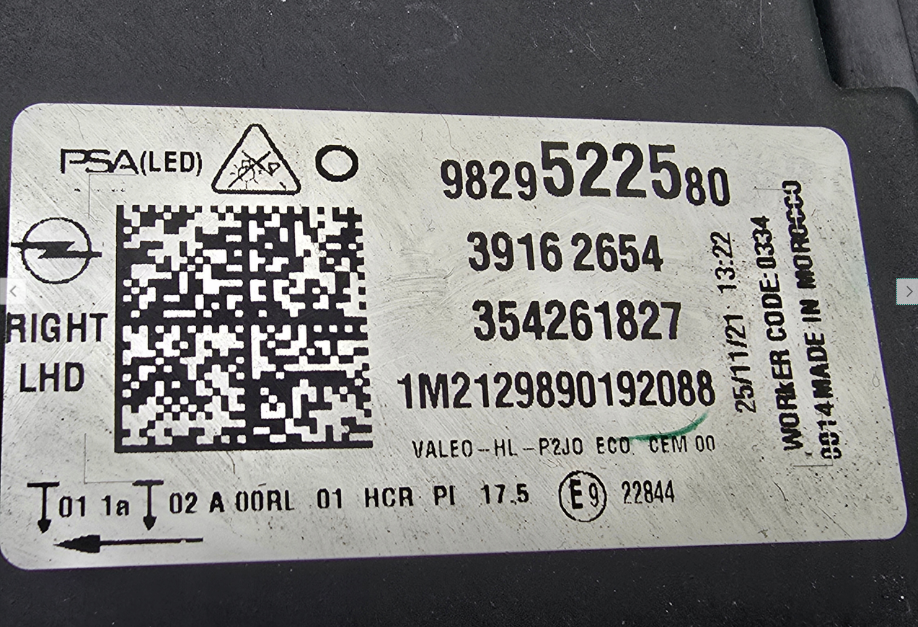 PSA(LED)
9829522580
39162654
RIGHT
LHD
354261827
1M2129890192088
VALEO-HL-P2JO ECO CEM 00
01 1a 02 A 00RL 01 HCR PI 17.5 E9 22844
25/11/21 13:22
WORKER CODE:0334
0014MADE IN MOROCCO